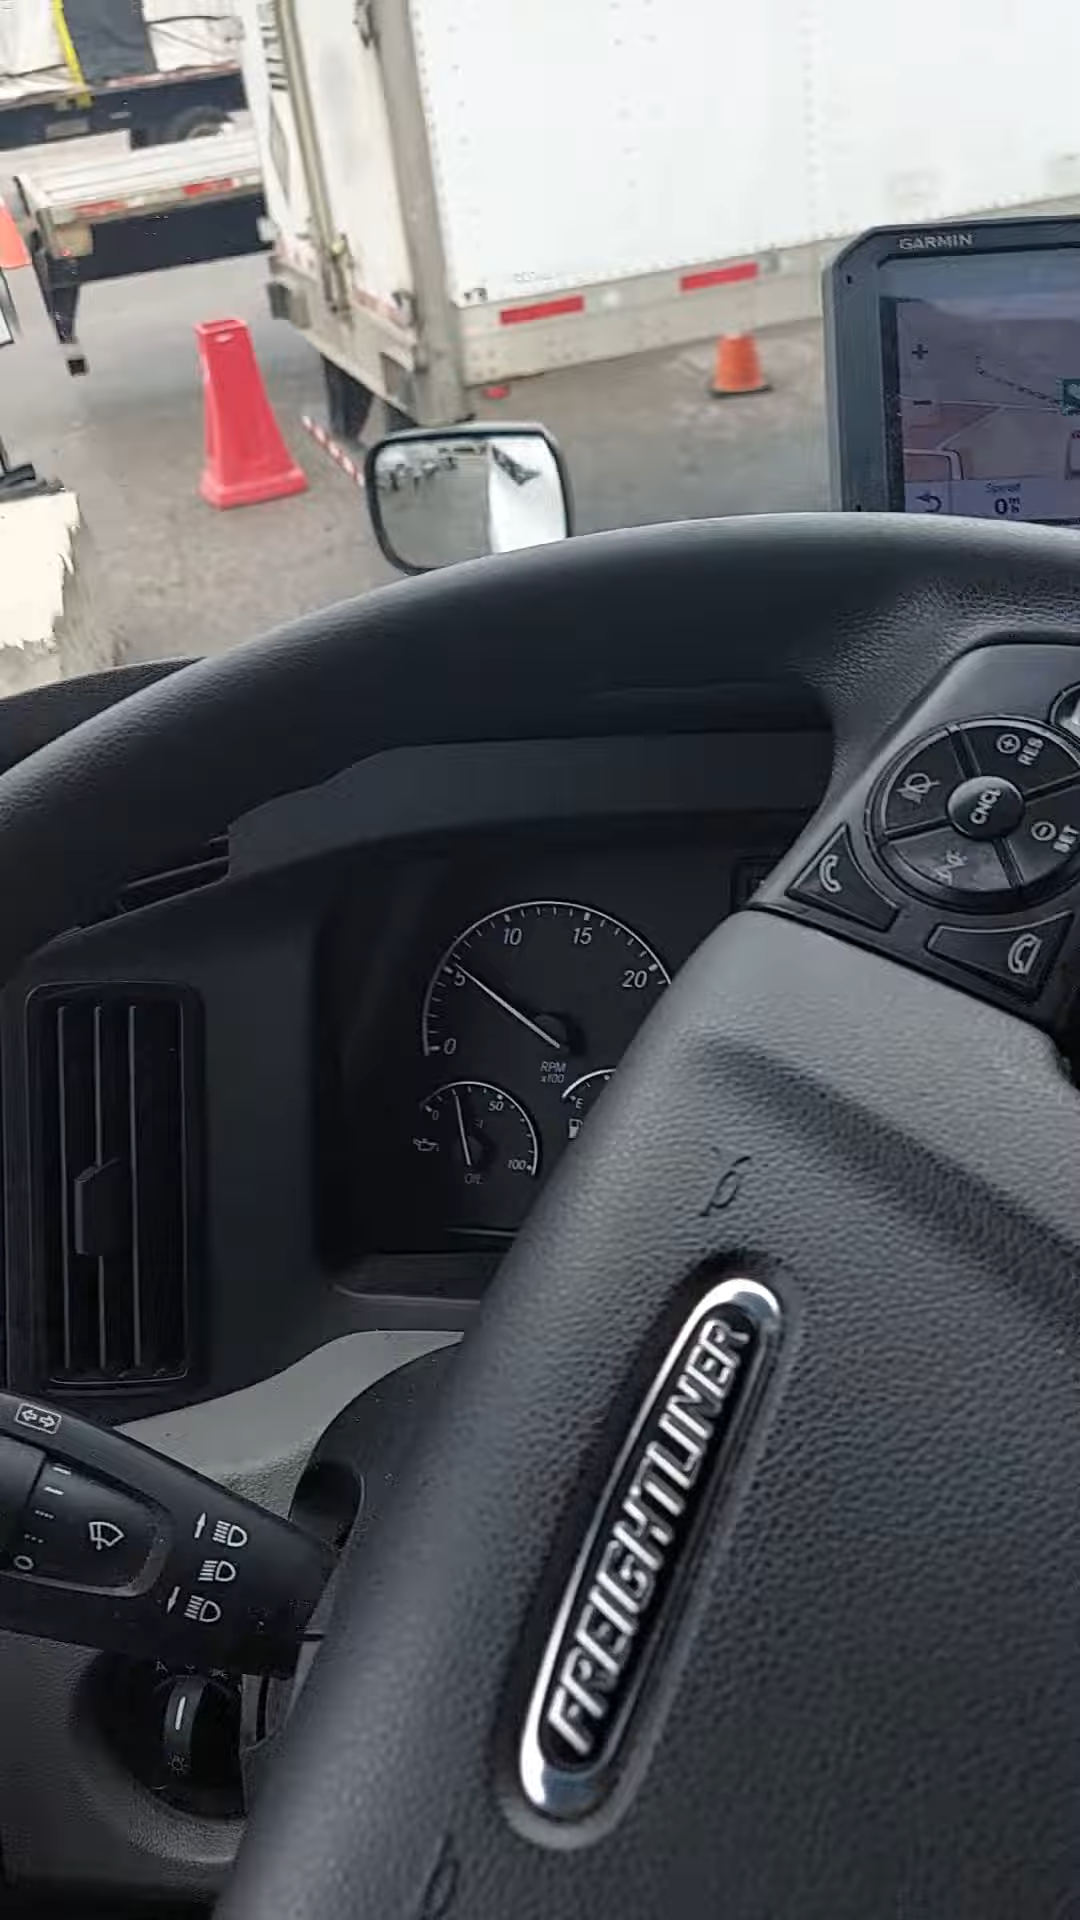 GARMIN
Speed
0 m/h
RES
CNCL
SET
10
15
5
20
0
RPM
x100
E
0
50
100
OIL
FREIGHTLINER